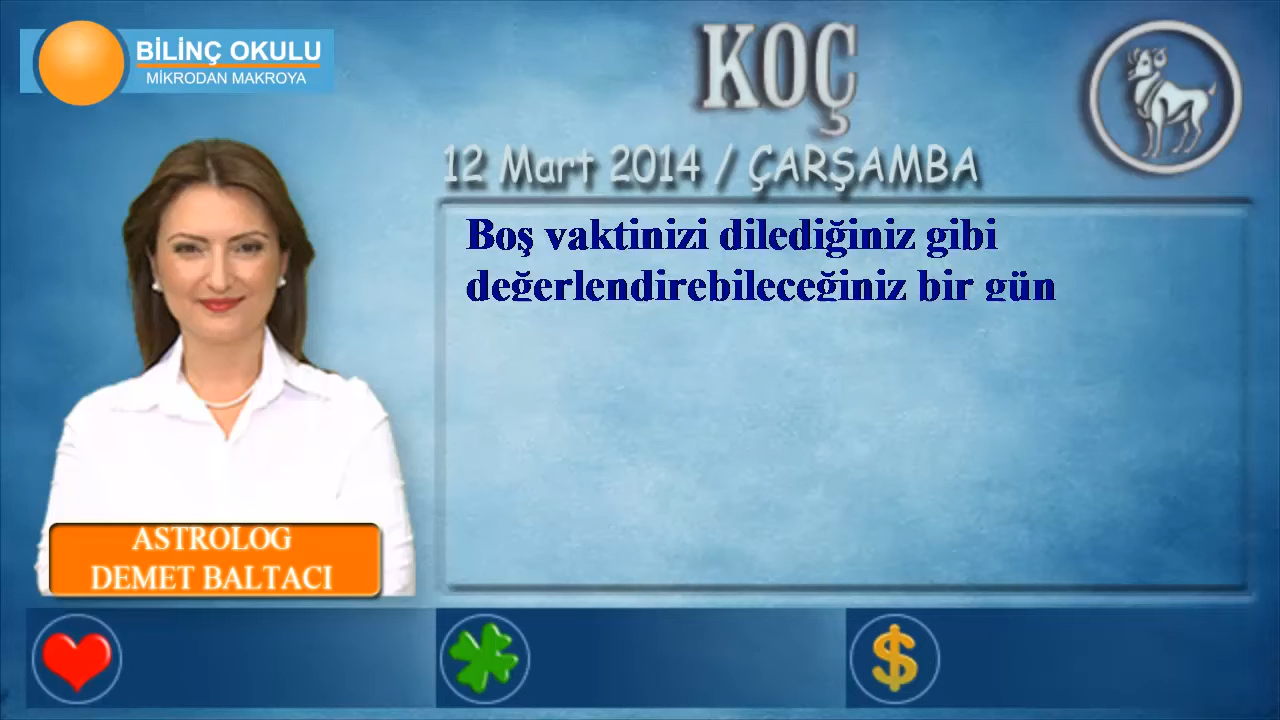 BİLİNÇ OKULU
MİKRODAN MAKROYA
KOÇ
12 Mart 2014 / ÇARŞAMBA
Boş vaktinizi dilediğiniz gibi
değerlendirebileceğiniz bir gün
ASTROLOG
DEMET BALTACI